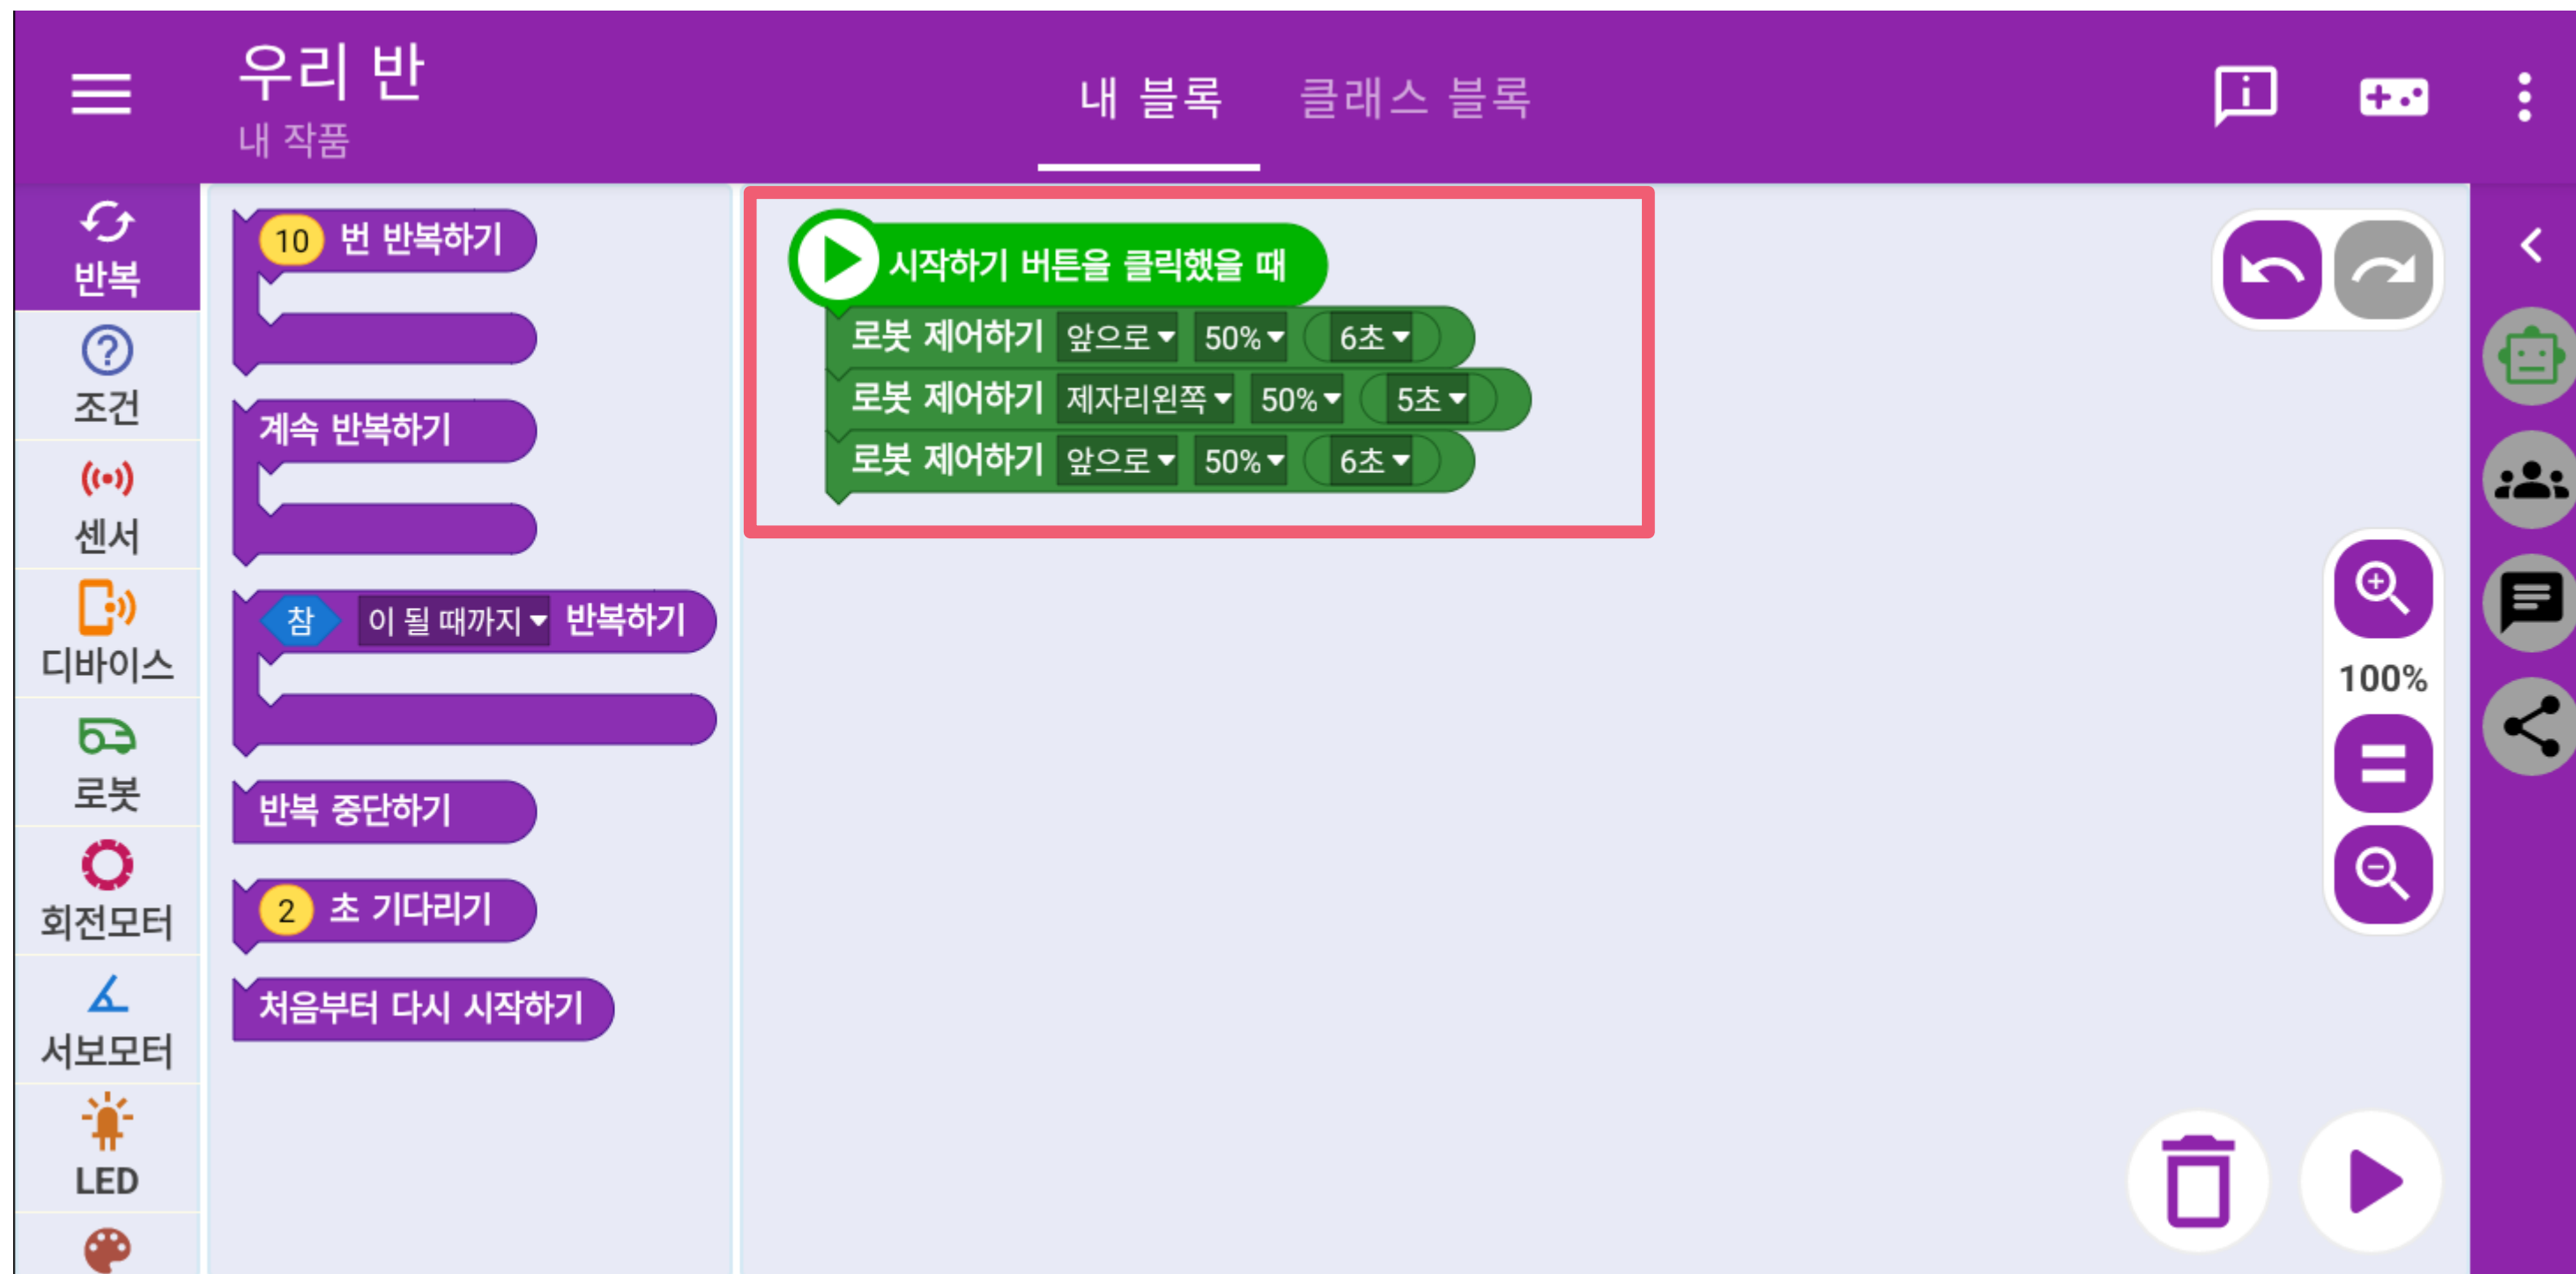 우리 반
내 작품
내 블록
클래스 블록
반복
조건
센서
디바이스
로봇
회전모터
서보모터
LED
10 번 반복하기
계속 반복하기
참 이 될 때까지 반복하기
반복 중단하기
2 초 기다리기
처음부터 다시 시작하기
시작하기 버튼을 클릭했을 때
로봇 제어하기 앞으로 50% 6초
로봇 제어하기 제자리왼쪽 50% 5초
로봇 제어하기 앞으로 50% 6초
100%